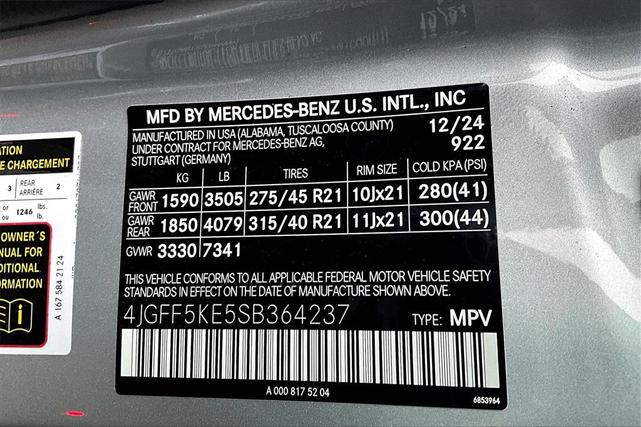 MFD BY MERCEDES-BENZ U.S. INTL., INC
MANUFACTURED IN USA (ALABAMA, TUSCALOOSA COUNTY) 12/24
UNDER CONTRACT FOR MERCEDES-BENZ AG, 922
STUTTGART (GERMANY)
KG LB TIRES RIM SIZE COLD KPA(PSI)
GAWR FRONT 1590 3505 275/45 R21 10Jx21 280(41)
GAWR REAR 1850 4079 315/40 R21 11Jx21 300(44)
GVWR 3330 7341
THIS VEHICLE CONFORMS TO ALL APPLICABLE FEDERAL MOTOR VEHICLE SAFETY
STANDARDS IN EFFECT ON THE DATE OF MANUFACTURE SHOWN ABOVE.
4JGFF5KE5SB364237 TYPE: MPV
A 000 817 52 04
6853964
CHARGEMENT
3 REAR ARRIÈRE 2
or ou 1246 lbs. lb.
OWNER´S
FOR
A 167 584 21 24